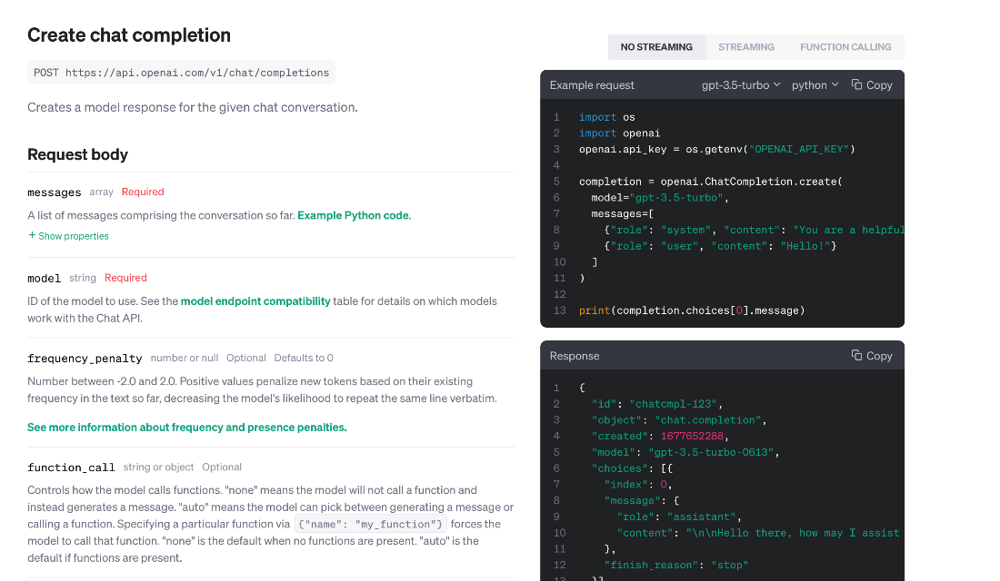 Create chat completion
POST https://api.openai.com/v1/chat/completions
Creates a model response for the given chat conversation.
Request body
messages array Required
A list of messages comprising the conversation so far. Example Python code.
+ Show properties
model string Required
ID of the model to use. See the model endpoint compatibility table for details on which models
work with the Chat API.
frequency_penalty number or null Optional Defaults to 0
Number between -2.0 and 2.0. Positive values penalize new tokens based on their existing
frequency in the text so far, decreasing the model's likelihood to repeat the same line verbatim.
See more information about frequency and presence penalties.
function_call string or object Optional
Controls how the model calls functions. "none" means the model will not call a function and
instead generates a message. "auto" means the model can pick between generating a message or
calling a function. Specifying a particular function via {"name": "my_function"} forces the
model to call that function. "none" is the default when no functions are present. "auto" is the
default if functions are present.
NO STREAMING STREAMING FUNCTION CALLING
Example request gpt-3.5-turbo python Copy
1 import os
2 import openai
3 openai.api_key = os.getenv("OPENAI_API_KEY")
4
5 completion = openai.ChatCompletion.create(
6 model="gpt-3.5-turbo",
7 messages=[
8 {"role": "system", "content": "You are a helpful
9 {"role": "user", "content": "Hello!"}
10 ]
11 )
12
13 print(completion.choices[0].message)
Response Copy
1 {
2 "id": "chatcmpl-123",
3 "object": "chat.completion",
4 "created": 1677652288,
5 "model": "gpt-3.5-turbo-0613",
6 "choices": [{
7 "index": 0,
8 "message": {
9 "role": "assistant",
10 "content": "\n\nHello there, how may I assist
11 },
12 "finish_reason": "stop"
13 }]